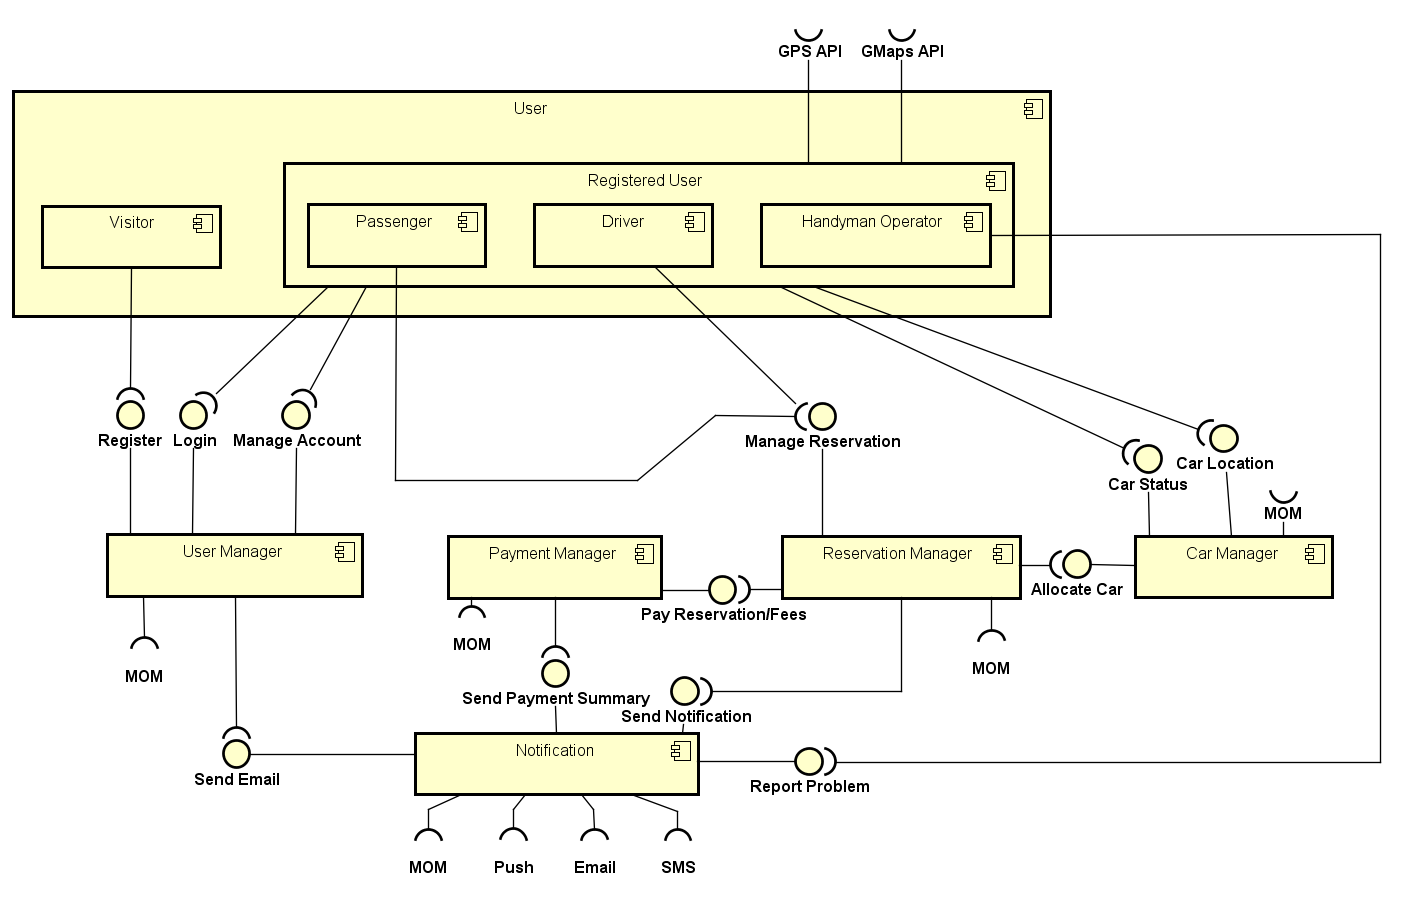 GPS API
GMaps API
User
Registered User
Visitor
Passenger
Driver
Handyman Operator
Register
Login
Manage Account
Manage Reservation
Car Location
Car Status
MOM
User Manager
Payment Manager
Reservation Manager
Car Manager
Allocate Car
Pay Reservation/Fees
MOM
MOM
MOM
Send Payment Summary
Send Notification
Notification
Send Email
Report Problem
MOM
Push
Email
SMS